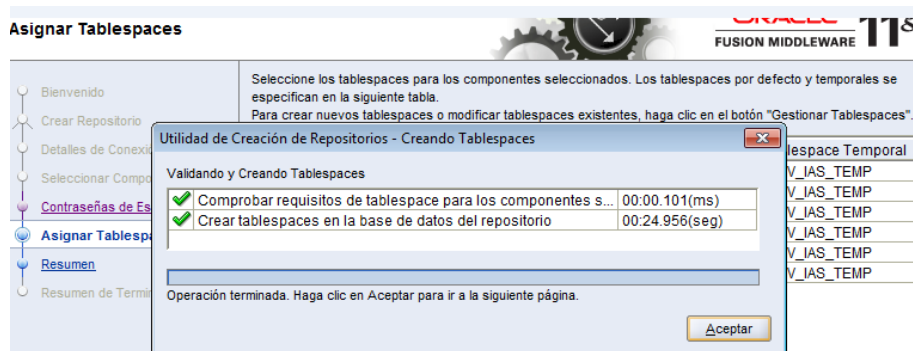 Asignar Tablespaces
FUSION MIDDLEWARE
Seleccione los tablespaces para los componentes seleccionados. Los tablespaces por defecto y temporales se
especifican en la siguiente tabla.
Para crear nuevos tablespaces o modificar tablespaces existentes, haga clic en el botón "Gestionar Tablespaces".
Bienvenido
Crear Repositorio
Detalles de Conexió
Seleccionar Compo
Contraseñas de Es
Asignar Tablespa
Resumen
Resumen de Termin
Utilidad de Creación de Repositorios - Creando Tablespaces
Validando y Creando Tablespaces
Comprobar requisitos de tablespace para los componentes s... 00:00.101(ms)
Crear tablespaces en la base de datos del repositorio 00:24.956(seg)
Operación terminada. Haga clic en Aceptar para ir a la siguiente página.
Aceptar
lespace Temporal
V_IAS_TEMP
V_IAS_TEMP
V_IAS_TEMP
V_IAS_TEMP
V_IAS_TEMP
V_IAS_TEMP